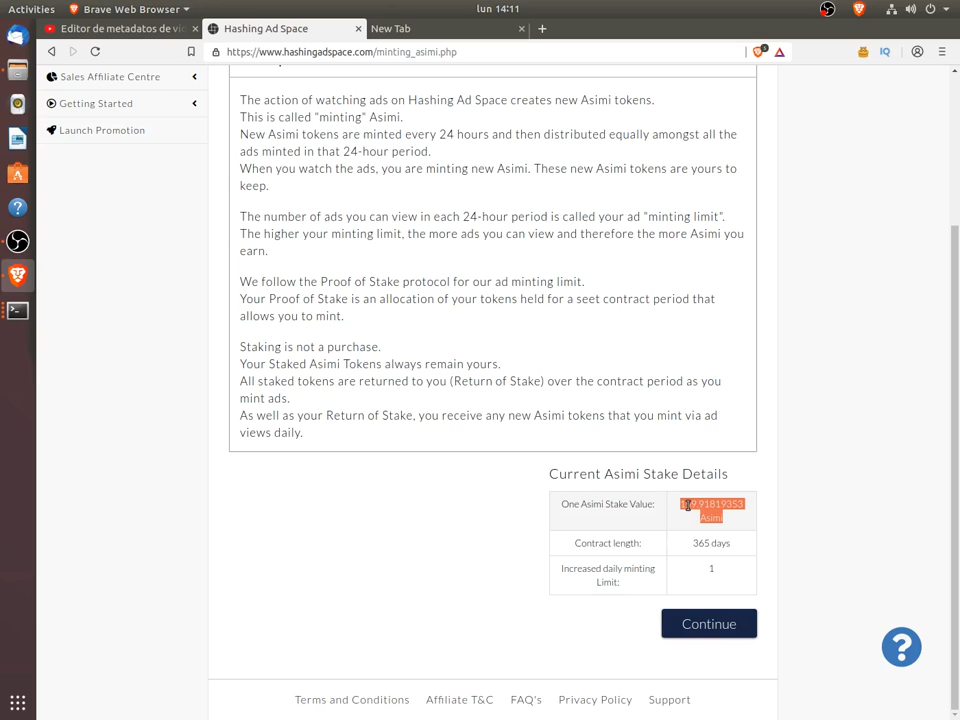 Activities
Brave Web Browser
lun 14:11
Editor de metadatos de ví
Hashing Ad Space
New Tab
https://www.hashingadspace.com/minting_asimi.php
IQ
Sales Affiliate Centre
Getting Started
Launch Promotion
The action of watching ads on Hashing Ad Space creates new Asimi tokens.
This is called "minting" Asimi.
New Asimi tokens are minted every 24 hours and then distributed equally amongst all the
ads minted in that 24-hour period.
When you watch the ads, you are minting new Asimi. These new Asimi tokens are yours to
keep.
The number of ads you can view in each 24-hour period is called your ad "minting limit".
The higher your minting limit, the more ads you can view and therefore the more Asimi you
earn.
We follow the Proof of Stake protocol for our ad minting limit.
Your Proof of Stake is an allocation of your tokens held for a seet contract period that
allows you to mint.
Staking is not a purchase.
Your Staked Asimi Tokens always remain yours.
All staked tokens are returned to you (Return of Stake) over the contract period as you
mint ads.
As well as your Return of Stake, you receive any new Asimi tokens that you mint via ad
views daily.
Current Asimi Stake Details
One Asimi Stake Value:
Asimi
Contract length:
365 days
Increased daily minting
Limit:
1
Continue
Terms and Conditions
Affiliate T&C
FAQ's
Privacy Policy
Support